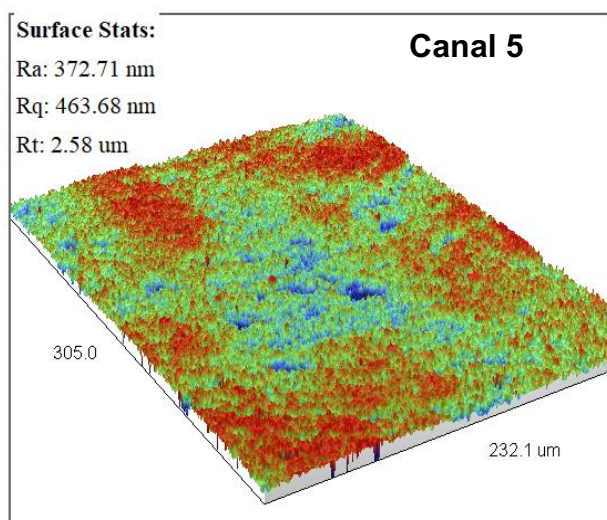 Surface Stats:
Canal 5
Ra: 372.71 nm
Rq: 463.68 nm
Rt: 2.58 um
305.0
232.1 um